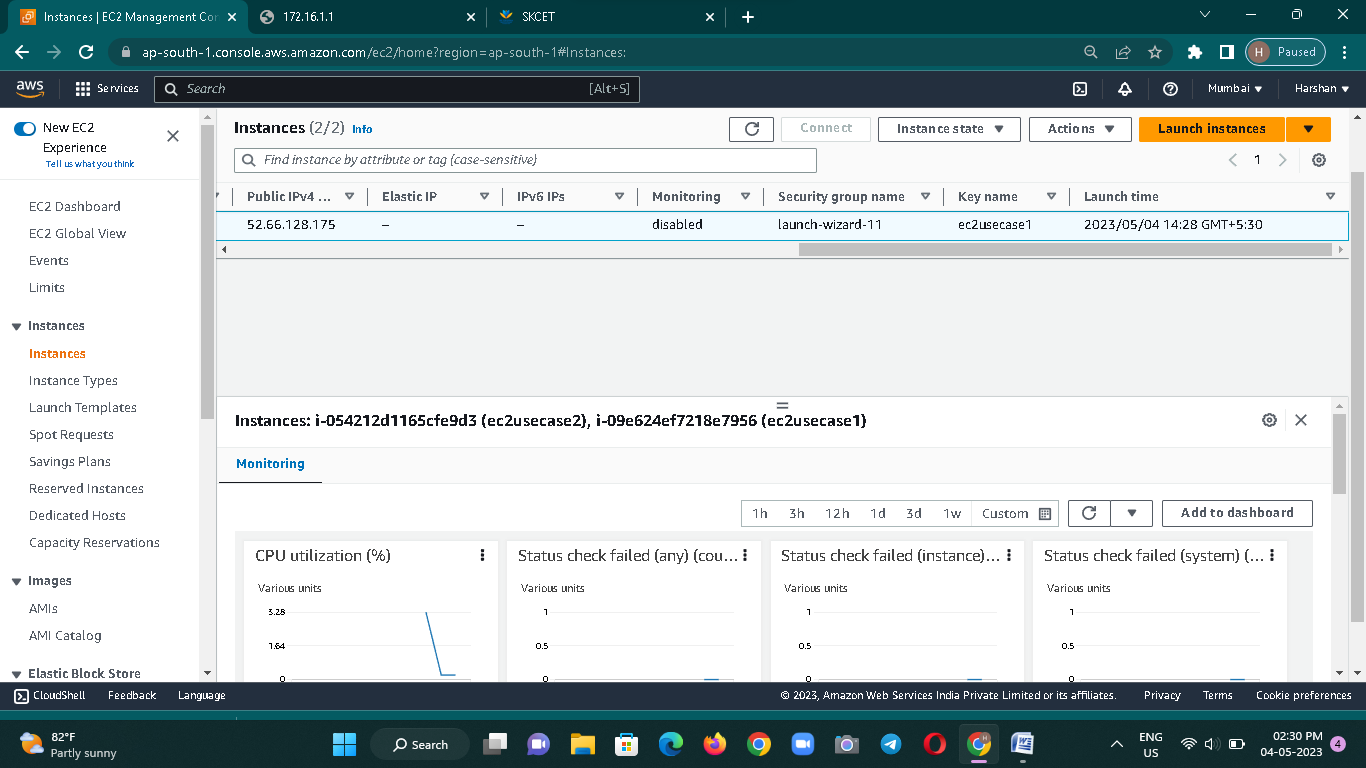 Instances | EC2 Management Con
172.16.1.1
SKCET
ap-south-1.console.aws.amazon.com/ec2/home?region=ap-south-1#Instances:
H Paused
aws
Services
Search [Alt+S]
Mumbai
Harshan
New EC2
Experience
Tell us what you think
EC2 Dashboard
EC2 Global View
Events
Limits
Instances
Instances
Instance Types
Launch Templates
Spot Requests
Savings Plans
Reserved Instances
Dedicated Hosts
Capacity Reservations
Images
AMIs
AMI Catalog
Elastic Block Store
Instances (2/2) Info
Connect
Instance state
Actions
Launch instances
Find instance by attribute or tag (case-sensitive)
1
Public IPv4 ... Elastic IP IPv6 IPs Monitoring Security group name Key name Launch time
52.66.128.175 – – disabled launch-wizard-11 ec2usecase1 2023/05/04 14:28 GMT+5:30
Instances: i-054212d1165cfe9d3 (ec2usecase2), i-09e624ef7218e7956 (ec2usecase1)
Monitoring
1h 3h 12h 1d 3d 1w Custom
Add to dashboard
CPU utilization (%)
Various units
3.28
1.64
0
Status check failed (any) (cou...
Various units
1
0.5
0
Status check failed (instance)...
Various units
1
0.5
0
Status check failed (system) (...
Various units
1
0.5
0
CloudShell Feedback Language
© 2023, Amazon Web Services India Private Limited or its affiliates. Privacy Terms Cookie preferences
82°F
Partly sunny
Search
ENG
US
02:30 PM
04-05-2023
4